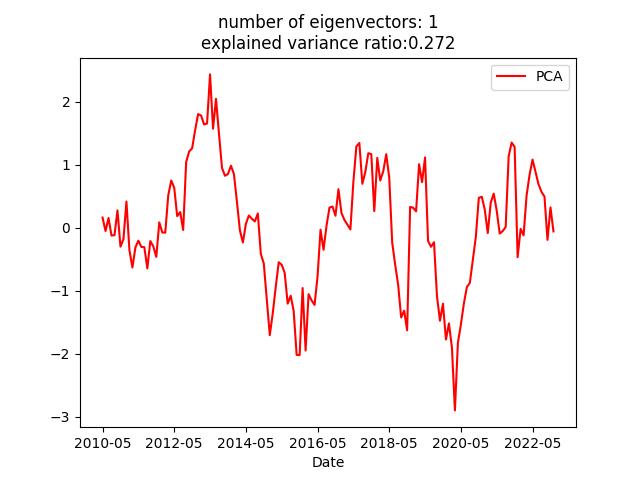 number of eigenvectors: 1
explained variance ratio:0.272
PCA
2
1
0
−1
−2
−3
2010-05 2012-05 2014-05 2016-05 2018-05 2020-05 2022-05
Date